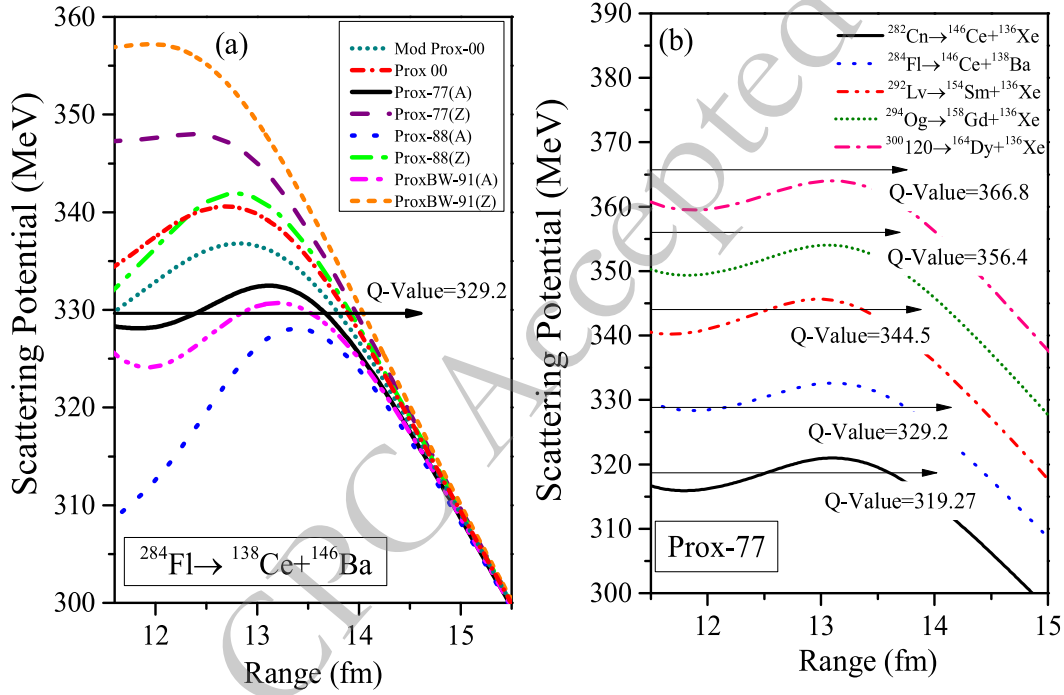 (a)
Mod Prox-00
Prox 00
Prox-77(A)
Prox-77(Z)
Prox-88(A)
Prox-88(Z)
ProxBW-91(A)
ProxBW-91(Z)
Q-Value=329.2
²⁸⁴Fl→ ¹³⁸Ce+¹⁴⁶Ba
Scattering Potential (MeV)
360
350
340
330
320
310
300
12 13 14 15
Range (fm)
(b)
²⁸²Cn→¹⁴⁶Ce+¹³⁶Xe
²⁸⁴Fl→¹⁴⁶Ce+¹³⁸Ba
²⁹²Lv→¹⁵⁴Sm+¹³⁶Xe
²⁹⁴Og→¹⁵⁸Gd+¹³⁶Xe
³⁰⁰120→¹⁶⁴Dy+¹³⁶Xe
Q-Value=366.8
Q-Value=356.4
Q-Value=344.5
Q-Value=329.2
Q-Value=319.27
Prox-77
Scattering Potential (MeV)
390
380
370
360
350
340
330
320
310
300
12 13 14 15
Range (fm)
CPC Accepted